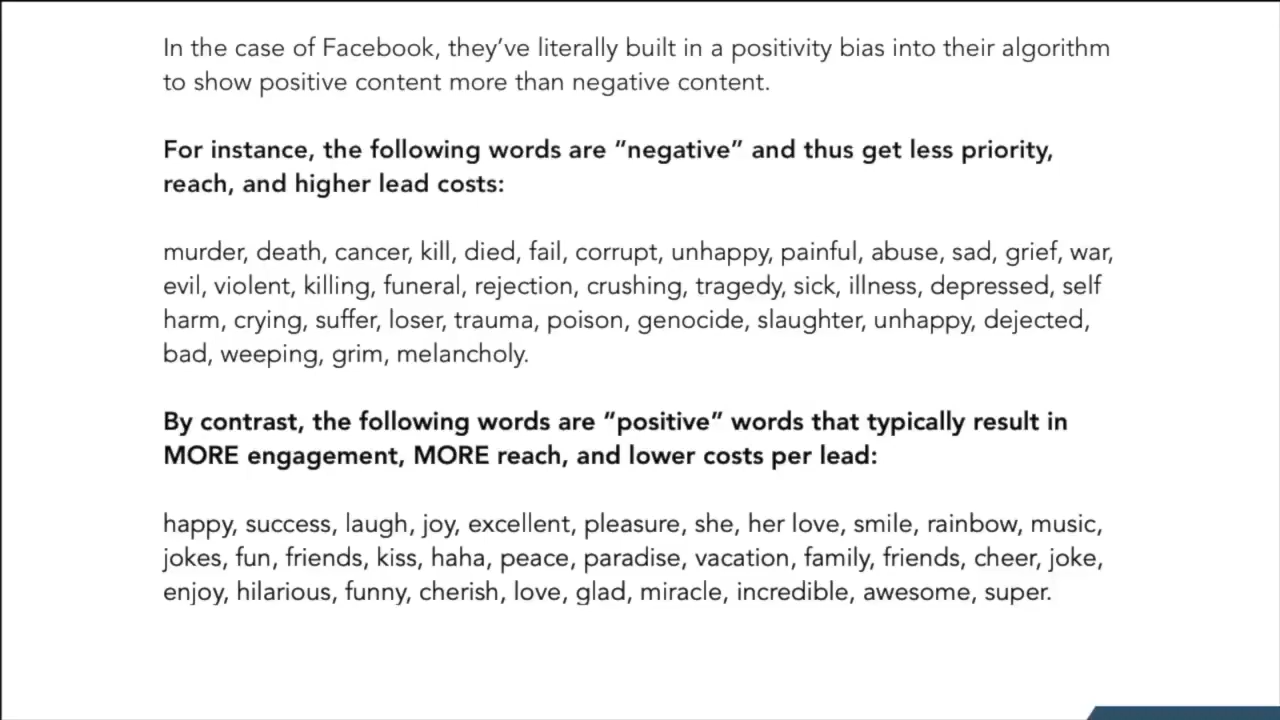 In the case of Facebook, they’ve literally built in a positivity bias into their algorithm
to show positive content more than negative content.
For instance, the following words are “negative” and thus get less priority,
reach, and higher lead costs:
murder, death, cancer, kill, died, fail, corrupt, unhappy, painful, abuse, sad, grief, war,
evil, violent, killing, funeral, rejection, crushing, tragedy, sick, illness, depressed, self
harm, crying, suffer, loser, trauma, poison, genocide, slaughter, unhappy, dejected,
bad, weeping, grim, melancholy.
By contrast, the following words are “positive” words that typically result in
MORE engagement, MORE reach, and lower costs per lead:
happy, success, laugh, joy, excellent, pleasure, she, her love, smile, rainbow, music,
jokes, fun, friends, kiss, haha, peace, paradise, vacation, family, friends, cheer, joke,
enjoy, hilarious, funny, cherish, love, glad, miracle, incredible, awesome, super.